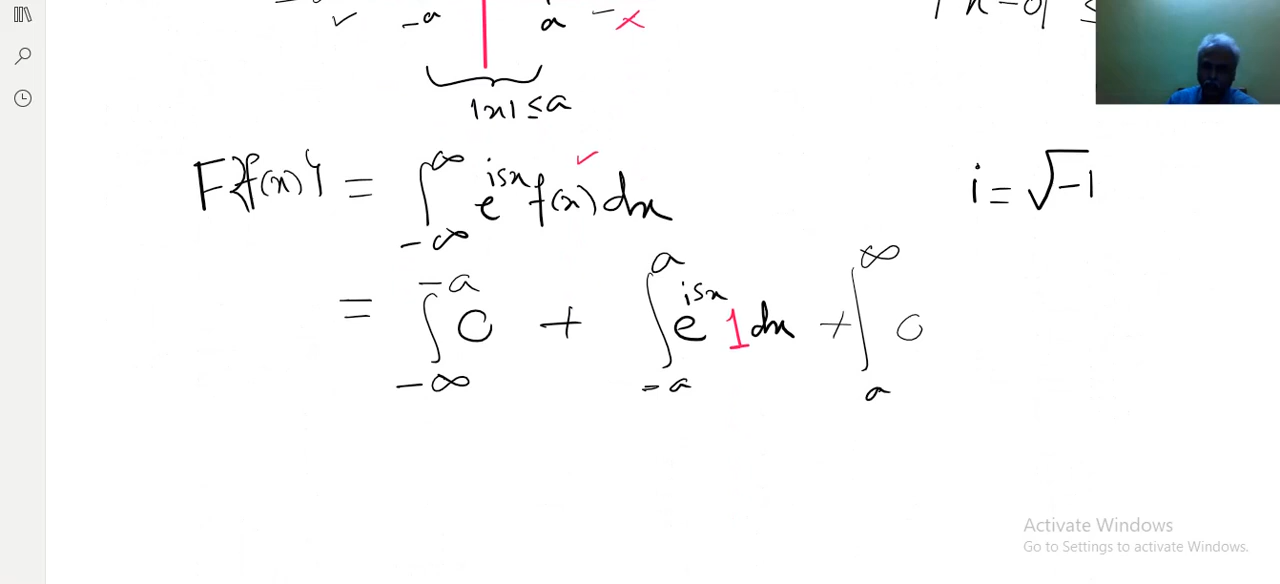 -a a -x
|x| ≤ a
F{f(x)} = ∫_{-∞}^{∞} e^{isx} f(x) dx i = √-1
= ∫_{-∞}^{-a} 0 + ∫_{-a}^{a} e^{isx} 1 dx + ∫_{a}^{∞} 0
Activate Windows
Go to Settings to activate Windows.